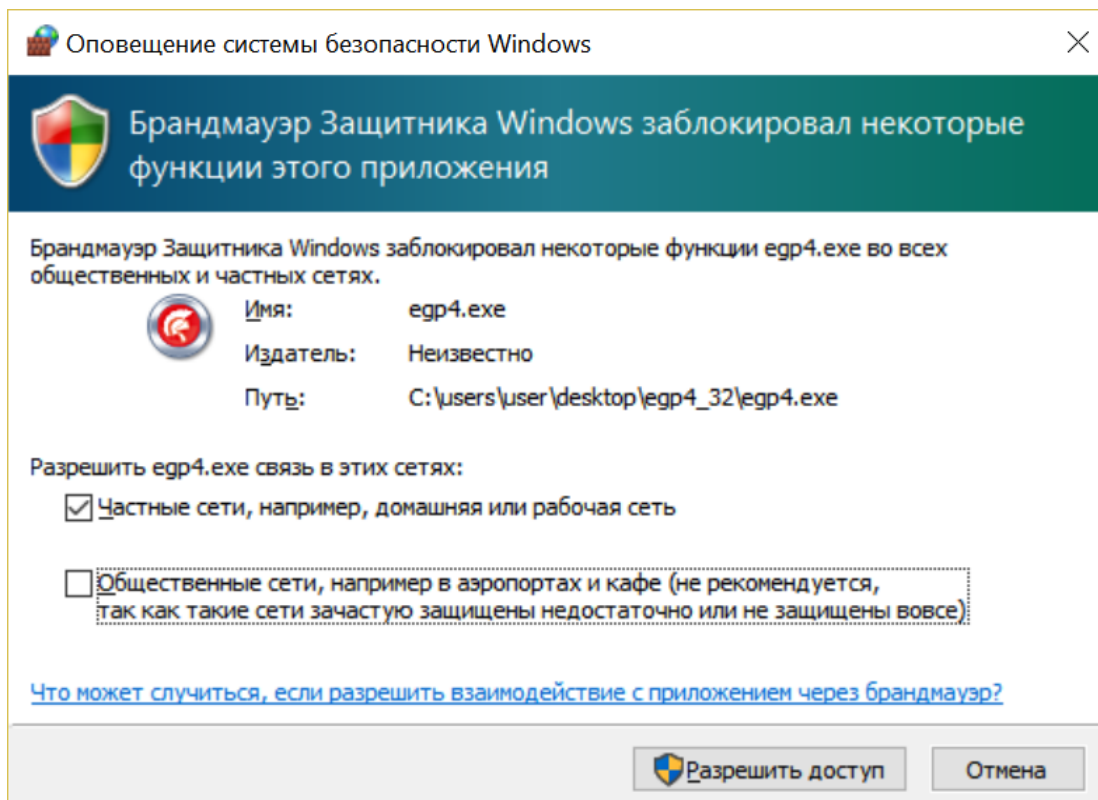 Оповещение системы безопасности Windows
Брандмауэр Защитника Windows заблокировал некоторые
функции этого приложения
Брандмауэр Защитника Windows заблокировал некоторые функции egp4.exe во всех
общественных и частных сетях.
Имя: egp4.exe
Издатель: Неизвестно
Путь: C:\users\user\desktop\egp4_32\egp4.exe
Разрешить egp4.exe связь в этих сетях:
Частные сети, например, домашняя или рабочая сеть
Общественные сети, например в аэропортах и кафе (не рекомендуется,
так как такие сети зачастую защищены недостаточно или не защищены вовсе)
Что может случиться, если разрешить взаимодействие с приложением через брандмауэр?
Разрешить доступ Отмена